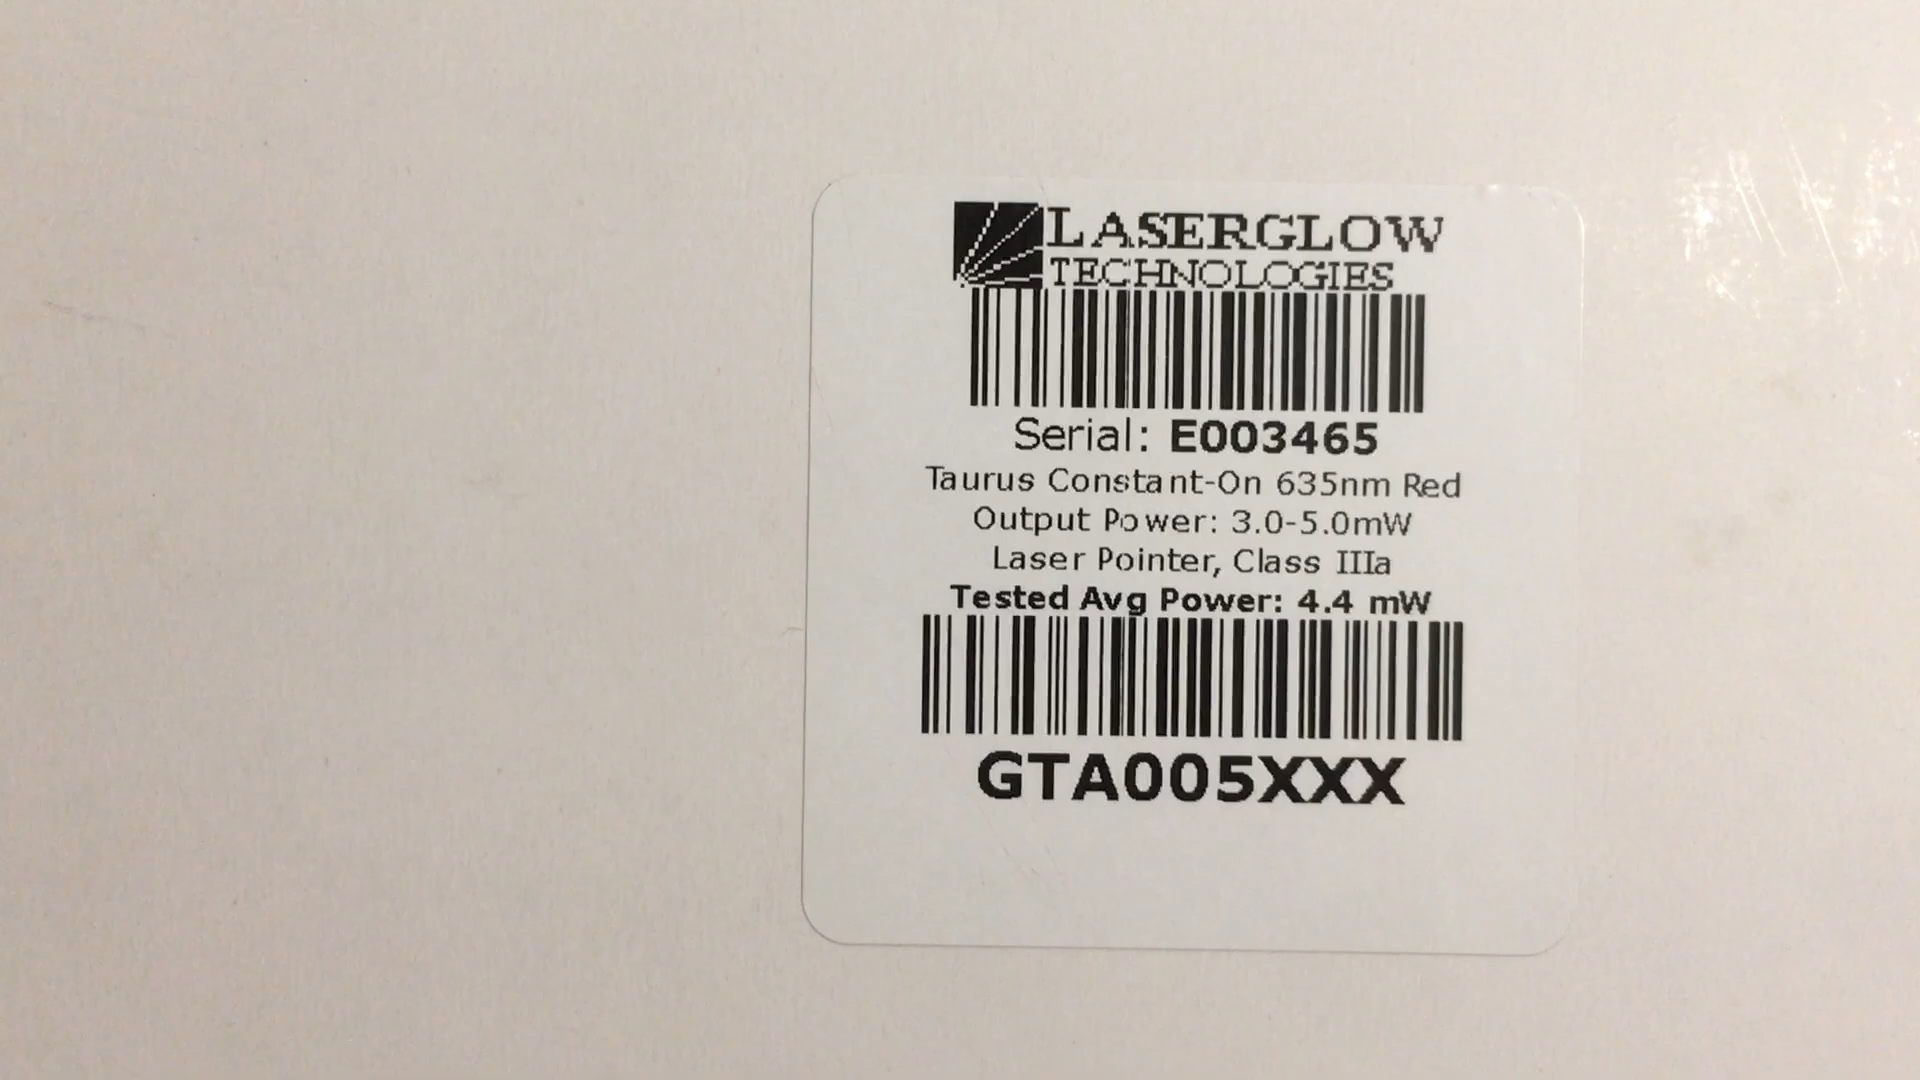 LASERGLOW
TECHNOLOGIES
Serial: E003465
Taurus Constant-On 635nm Red
Output Power: 3.0-5.0mW
Laser Pointer, Class IIIa
Tested Avg Power: 4.4 mW
GTA005XXX